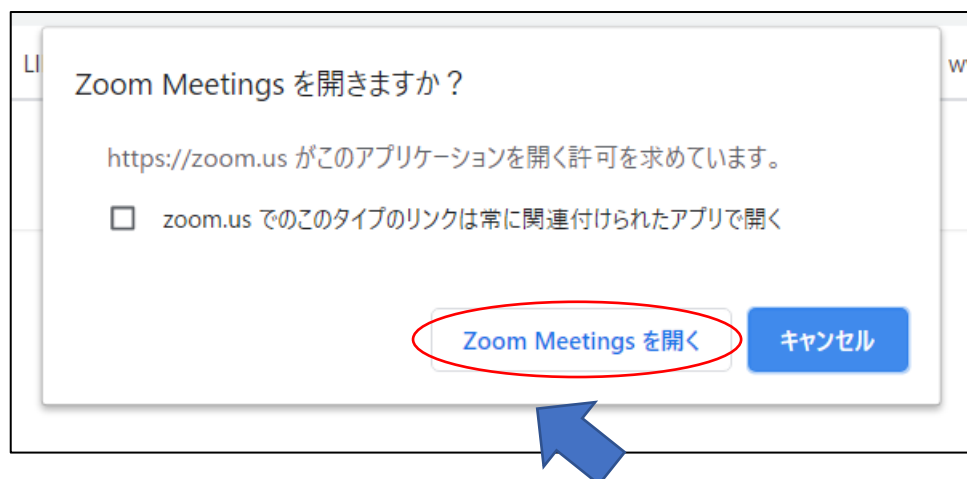 LI
Zoom Meetings を開きますか？
https://zoom.us がこのアプリケーションを開く許可を求めています。
zoom.us でのこのタイプのリンクは常に関連付けられたアプリで開く
Zoom Meetings を開く
キャンセル